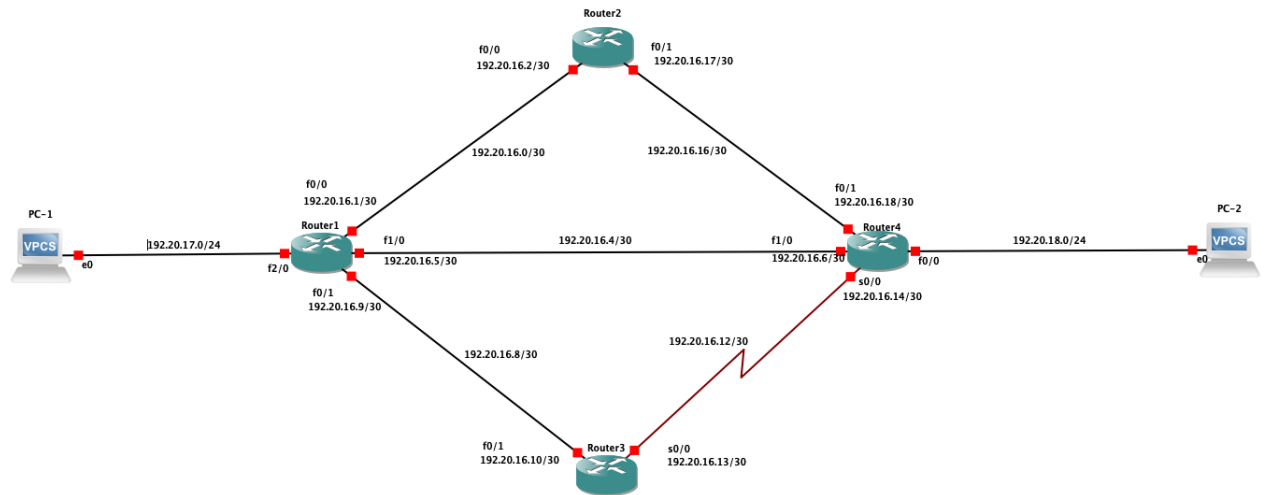 Router2
f0/0
192.20.16.2/30
f0/1
192.20.16.17/30
192.20.16.0/30
192.20.16.16/30
f0/0
192.20.16.1/30
f0/1
192.20.16.18/30
PC-1
VPCS
e0
192.20.17.0/24
f2/0
Router1
f1/0
192.20.16.5/30
192.20.16.4/30
f1/0
192.20.16.6/30
Router4
f0/0
192.20.18.0/24
PC-2
VPCS
e0
f0/1
192.20.16.9/30
s0/0
192.20.16.14/30
192.20.16.8/30
192.20.16.12/30
f0/1
192.20.16.10/30
Router3
s0/0
192.20.16.13/30